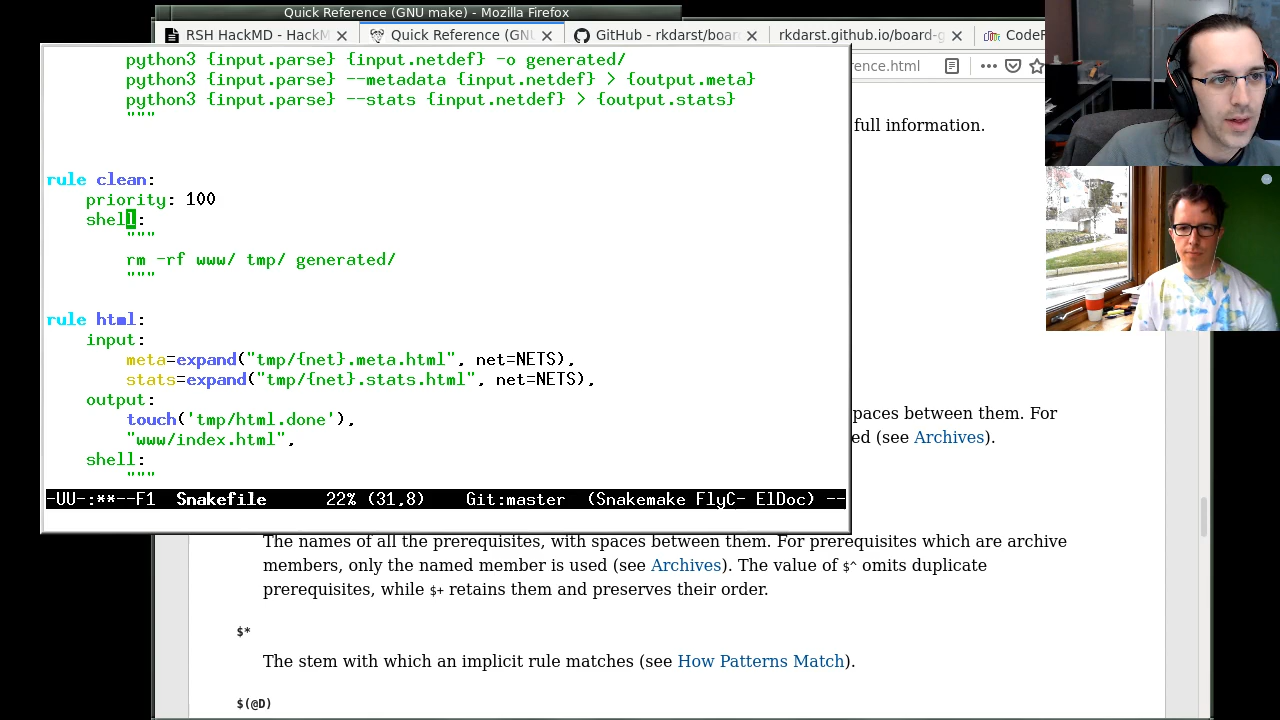 Quick Reference (GNU make) - Mozilla Firefox
RSH HackMD - HackM
Quick Reference (GNU
GitHub - rkdarst/board
rkdarst.github.io/board-g
CodeR
rence.html
python3 {input.parse} {input.netdef} -o generated/
python3 {input.parse} --metadata {input.netdef} > {output.meta}
python3 {input.parse} --stats {input.netdef} > {output.stats}
"""
full information.
rule clean:
priority: 100
shell:
"""
rm -rf www/ tmp/ generated/
"""
rule html:
input:
meta=expand("tmp/{net}.meta.html", net=NETS),
stats=expand("tmp/{net}.stats.html", net=NETS),
output:
touch('tmp/html.done'),
"www/index.html",
shell:
"""
paces between them. For
ed (see Archives).
-UU-:**--F1 Snakefile 22% (31,8) Git:master (Snakemake FlyC- ElDoc) --
The names of all the prerequisites, with spaces between them. For prerequisites which are archive
members, only the named member is used (see Archives). The value of $^ omits duplicate
prerequisites, while $+ retains them and preserves their order.
$*
The stem with which an implicit rule matches (see How Patterns Match).
$(@D)